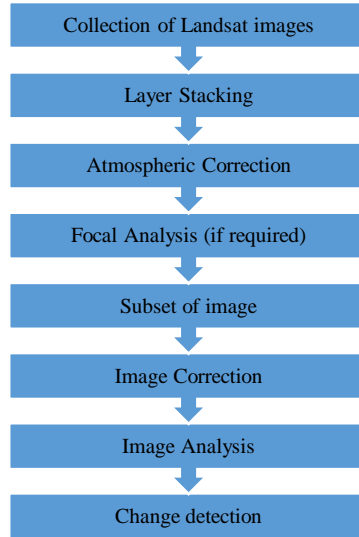 Collection of Landsat images
Layer Stacking
Atmospheric Correction
Focal Analysis (if required)
Subset of image
Image Correction
Image Analysis
Change detection